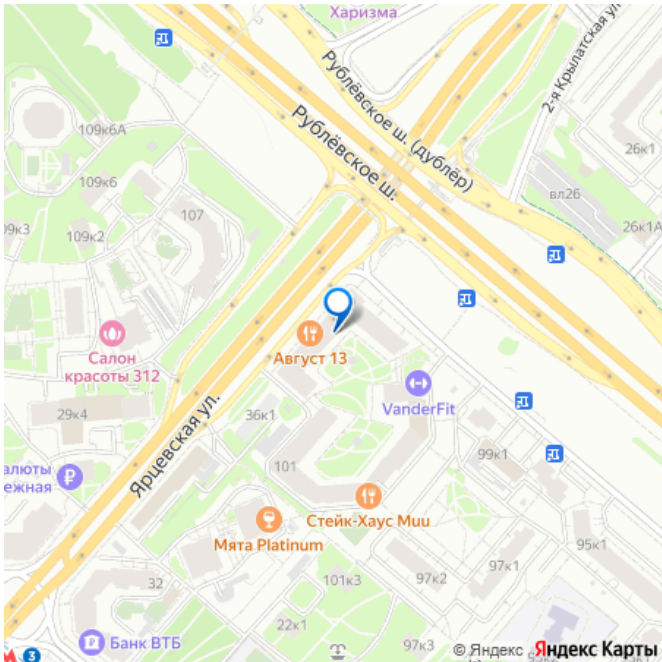 Харизма
Рублёвское ш. (дублёр)
2-я Крылатская ул.
Рублёвское ш.
109к6А
26к1
109к6
вл26
107
26к1А
109к3
109к2
Август 13
Салон
красоты 312
VanderFit
29к4
Ярцевская ул.
36к1
99к1
101
Стейк-Хаус Muu
Мята Platinum
95к1
97к1
97к2
101к3
32
22к1
Банк ВТБ
3
97к3
© Яндекс
Яндекс Карты